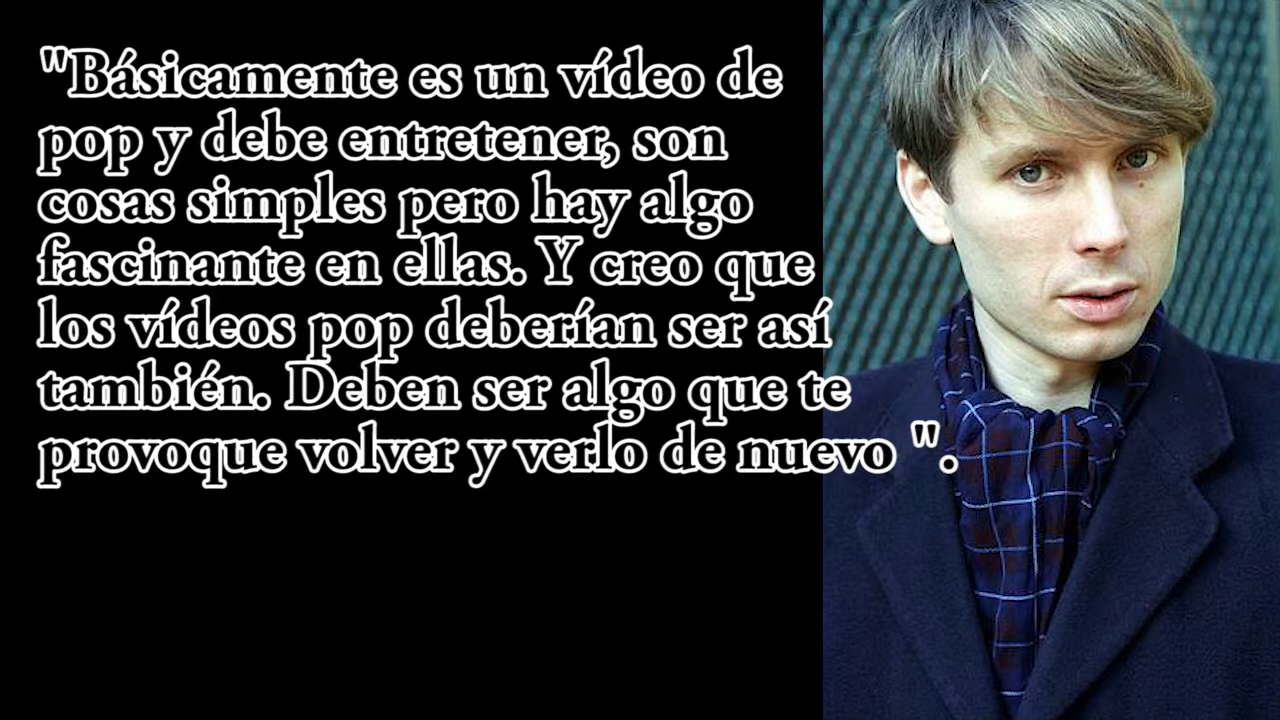 "Básicamente es un vídeo de
pop y debe entretener, son
cosas simples pero hay algo
fascinante en ellas. Y creo que
los vídeos pop deberían ser así
también. Deben ser algo que te
provoque volver y verlo de nuevo ".